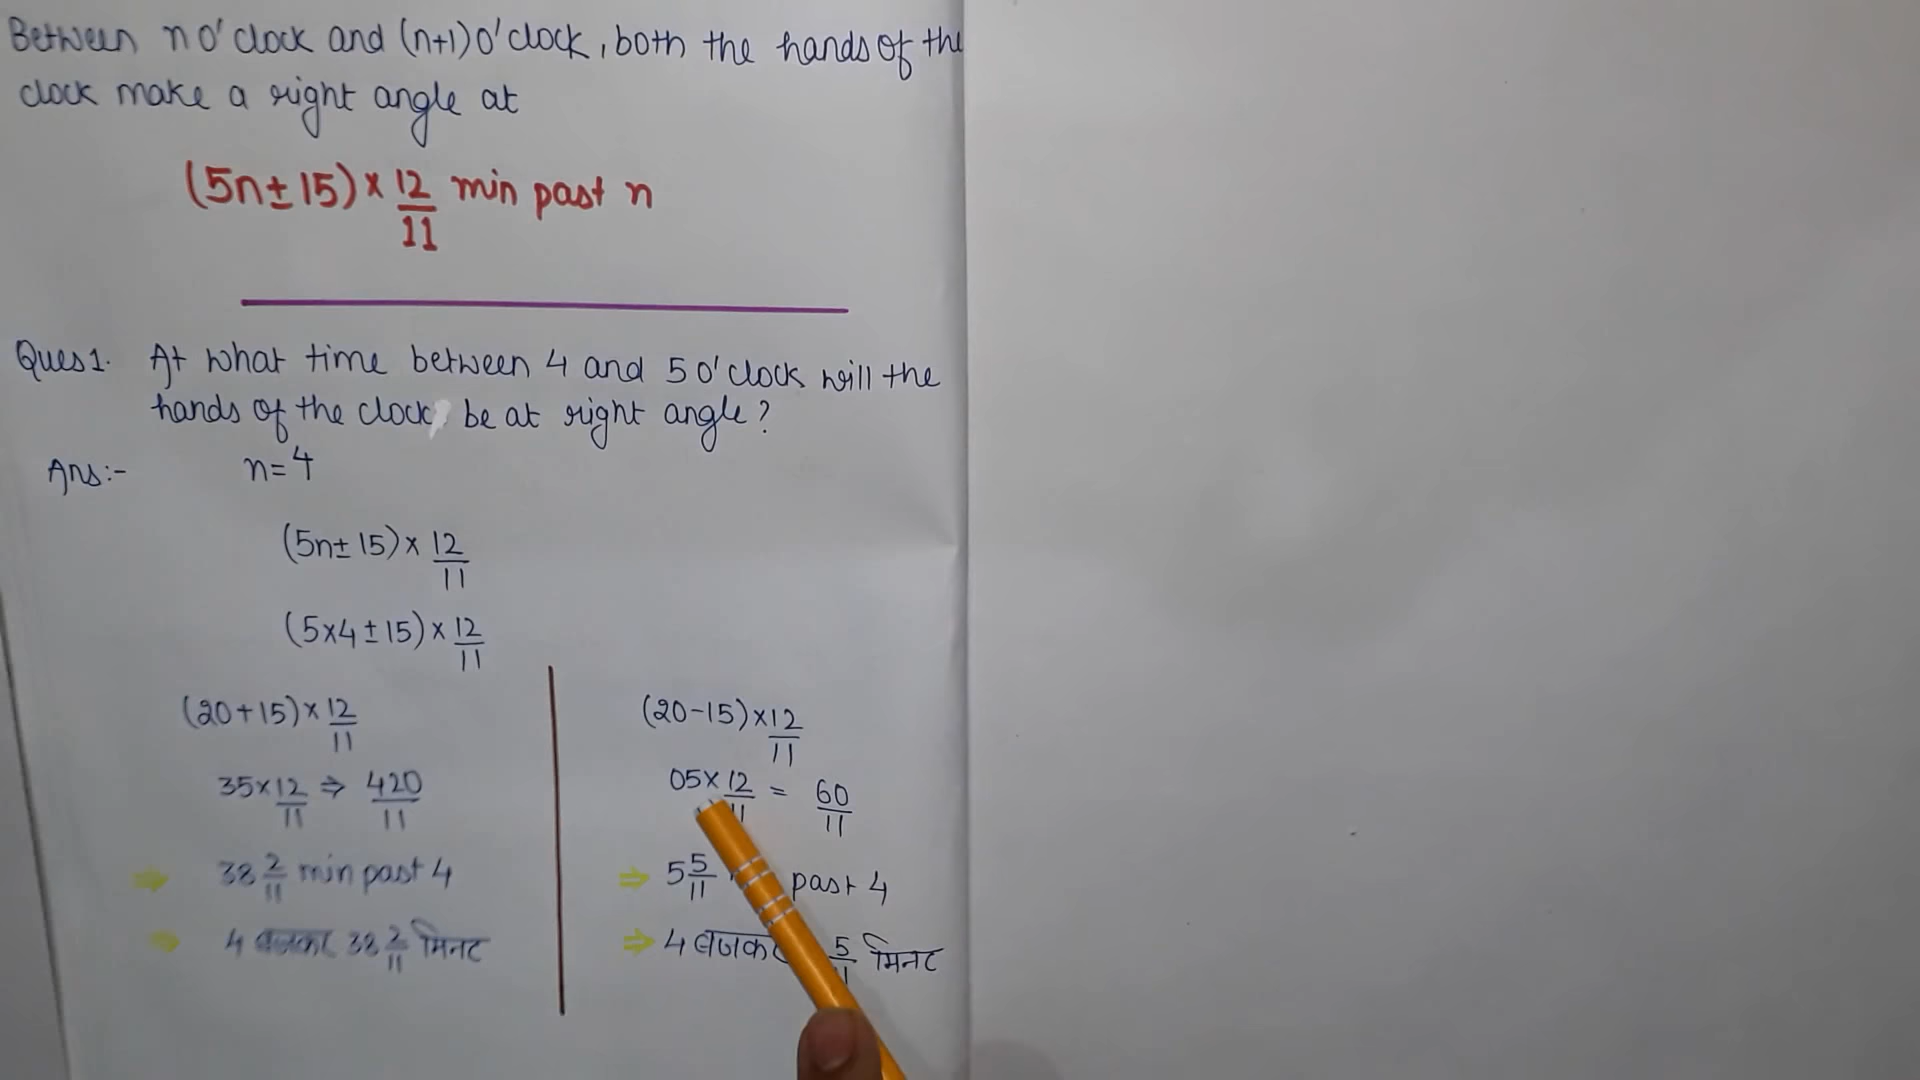 Between n O'clock and (n+1) O'clock, both the hands of the
clock make a right angle at
(5n ± 15) × 12/11 min past n
Ques 1. At what time between 4 and 5 O'clock will the
hands of the clock be at right angle?
Ans:- n = 4
(5n ± 15) × 12/11
(5×4 ± 15) × 12/11
(20+15) × 12/11
35 × 12/11 ⇒ 420/11
⇒ 38 2/11 min past 4
⇒ 4 बजकर 38 2/11 मिनट
(20-15) × 12/11
05 × 12/11 = 60/11
⇒ 5 5/11 past 4
⇒ 4 बजकर 5/11 मिनट